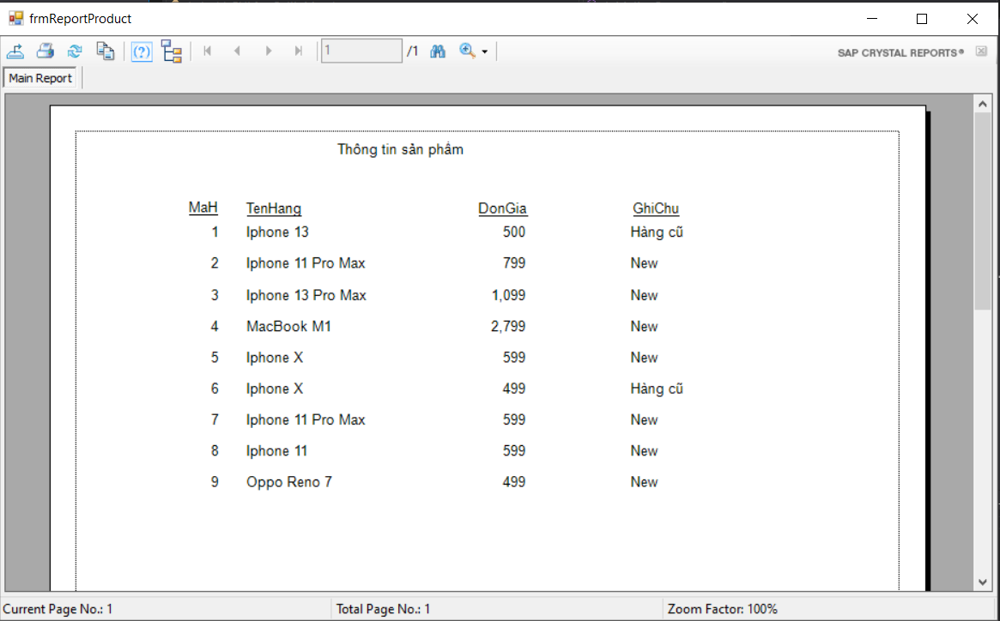 frmReportProduct
1 /1 SAP CRYSTAL REPORTS®
Main Report
Thông tin sản phẩm
MaH TenHang DonGia GhiChu
1 Iphone 13 500 Hàng cũ
2 Iphone 11 Pro Max 799 New
3 Iphone 13 Pro Max 1,099 New
4 MacBook M1 2,799 New
5 Iphone X 599 New
6 Iphone X 499 Hàng cũ
7 Iphone 11 Pro Max 599 New
8 Iphone 11 599 New
9 Oppo Reno 7 499 New
Current Page No.: 1 Total Page No.: 1 Zoom Factor: 100%